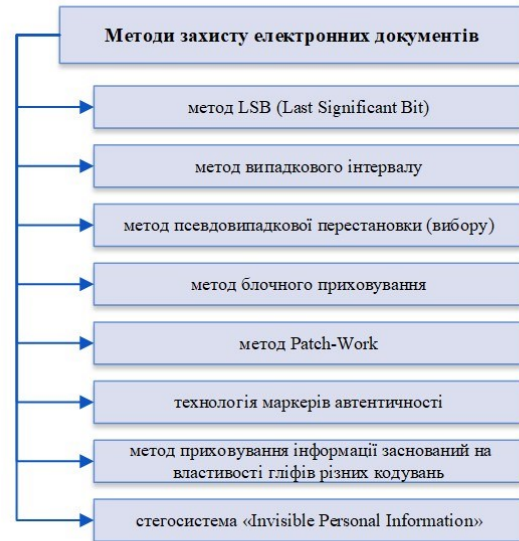 Методи захисту електронних документів
метод LSB (Last Significant Bit)
метод випадкового інтервалу
метод псевдовипадкової перестановки (вибору)
метод блочного приховування
метод Patch-Work
технологія маркерів автентичності
метод приховування інформації заснований на
властивості гліфів різних кодувань
стегосистема «Invisible Personal Information»